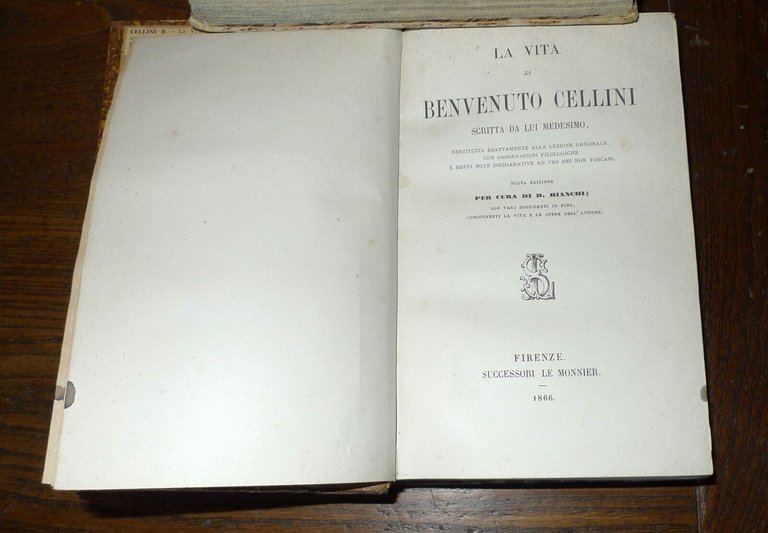 CELLINI B. - La V
LA VITA
DI
BENVENUTO CELLINI
SCRITTA DA LUI MEDESIMO,
RESTITUITA ESATTAMENTE ALLA LEZIONE ORIGINALE,
CON OSSERVAZIONI FILOLOGICHE
E BREVI NOTE DICHIARATIVE AD USO DEI NON TOSCANI.
NUOVA EDIZIONE
PER CURA DI B. BIANCHI;
CON VARI DOCUMENTI IN FINE,
CONCERNENTI LA VITA E LE OPERE DELL'AUTORE.
FIRENZE.
SUCCESSORI LE MONNIER.
1866.